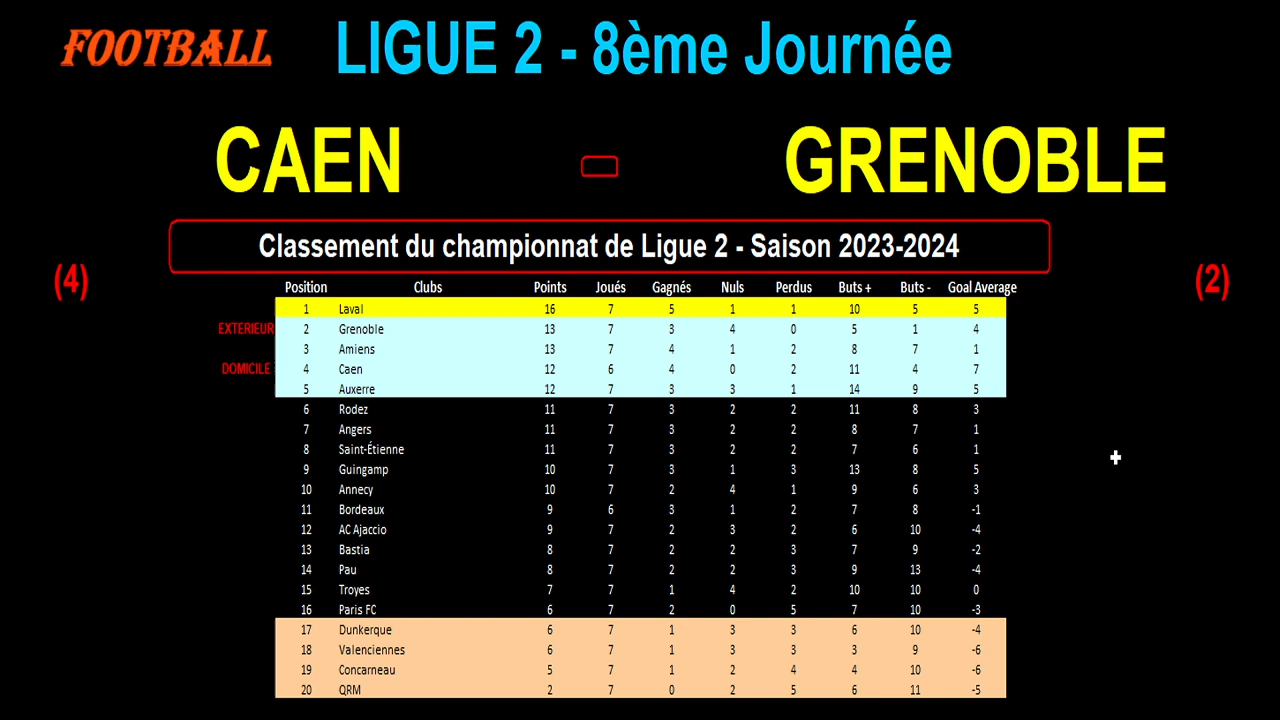 FOOTBALL
LIGUE 2 - 8ème Journée
CAEN - GRENOBLE
Classement du championnat de Ligue 2 - Saison 2023-2024
(4) (2)
Position Clubs Points Joués Gagnés Nuls Perdus Buts + Buts - Goal Average
1 Laval 16 7 5 1 1 10 5 5
EXTERIEUR 2 Grenoble 13 7 3 4 0 5 1 4
3 Amiens 13 7 4 1 2 8 7 1
DOMICILE 4 Caen 12 6 4 0 2 11 4 7
5 Auxerre 12 7 3 3 1 14 9 5
6 Rodez 11 7 3 2 2 11 8 3
7 Angers 11 7 3 2 2 8 7 1
8 Saint-Étienne 11 7 3 2 2 7 6 1
9 Guingamp 10 7 3 1 3 13 8 5
10 Annecy 10 7 2 4 1 9 6 3
11 Bordeaux 9 6 3 1 2 7 8 -1
12 AC Ajaccio 9 7 2 3 2 6 10 -4
13 Bastia 8 7 2 2 3 7 9 -2
14 Pau 8 7 2 2 3 9 13 -4
15 Troyes 7 7 1 4 2 10 10 0
16 Paris FC 6 7 2 0 5 7 10 -3
17 Dunkerque 6 7 1 3 3 6 10 -4
18 Valenciennes 6 7 1 3 3 3 9 -6
19 Concarneau 5 7 1 2 4 4 10 -6
20 QRM 2 7 0 2 5 6 11 -5